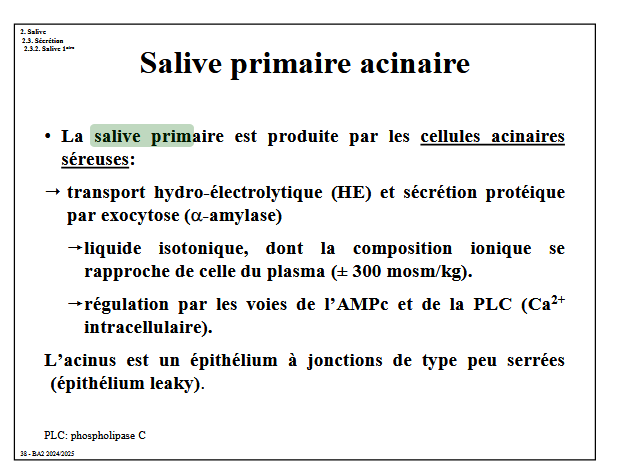 2. Salive
2.3. Sécrétion
2.3.2. Salive 1aire
Salive primaire acinaire
• La salive primaire est produite par les cellules acinaires
séreuses:
→ transport hydro-électrolytique (HE) et sécrétion protéique
par exocytose (α-amylase)
→liquide isotonique, dont la composition ionique se
rapproche de celle du plasma (± 300 mosm/kg).
→régulation par les voies de l'AMPc et de la PLC (Ca2+
intracellulaire).
L'acinus est un épithélium à jonctions de type peu serrées
(épithélium leaky).
PLC: phospholipase C
38 - BA2 2024/2025